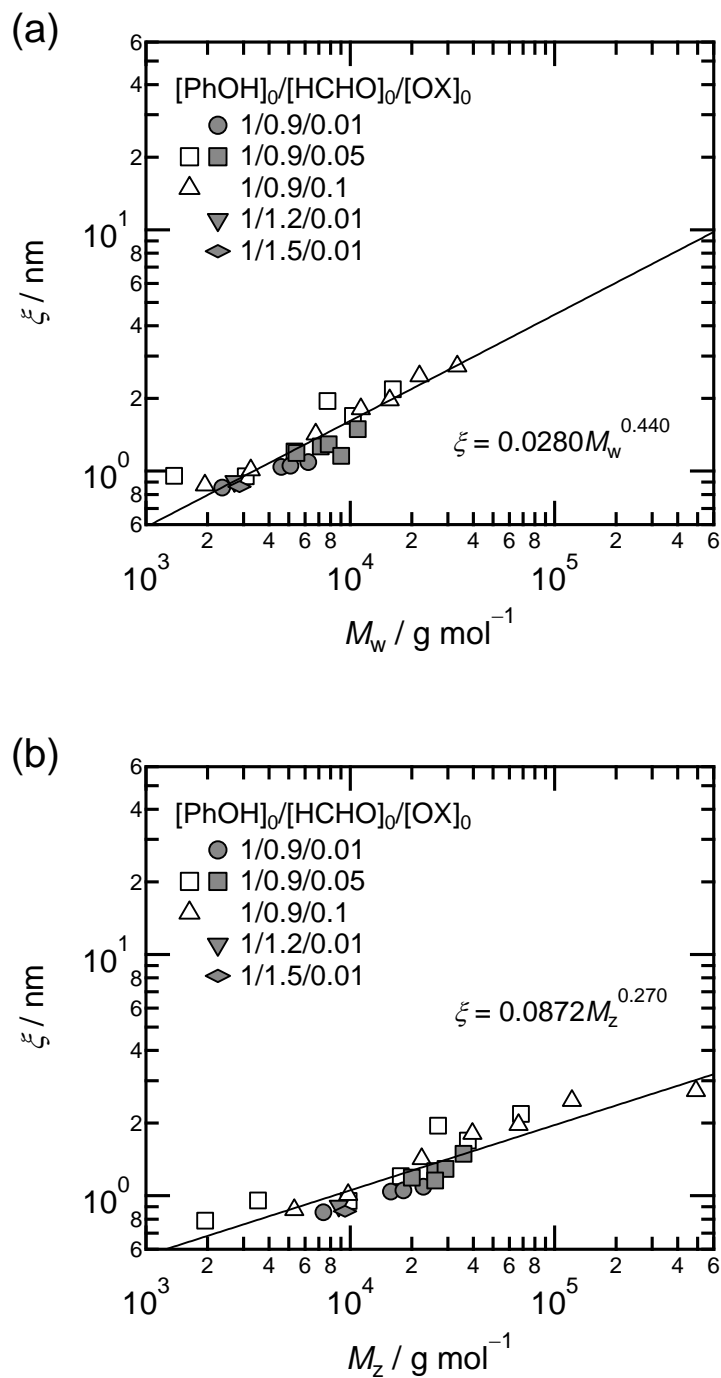 (a)
6
4
2
10¹
8
6
4
2
10⁰
8
6
ξ / nm
[PhOH]₀/[HCHO]₀/[OX]₀
1/0.9/0.01
1/0.9/0.05
1/0.9/0.1
1/1.2/0.01
1/1.5/0.01
ξ = 0.0280M_w^0.440
2 4 6 8 2 4 6 8 2 4 6
10³ 10⁴ 10⁵
M_w / g mol⁻¹
(b)
6
4
2
10¹
8
6
4
2
10⁰
8
6
ξ / nm
[PhOH]₀/[HCHO]₀/[OX]₀
1/0.9/0.01
1/0.9/0.05
1/0.9/0.1
1/1.2/0.01
1/1.5/0.01
ξ = 0.0872M_z^0.270
2 4 6 8 2 4 6 8 2 4 6
10³ 10⁴ 10⁵
M_z / g mol⁻¹